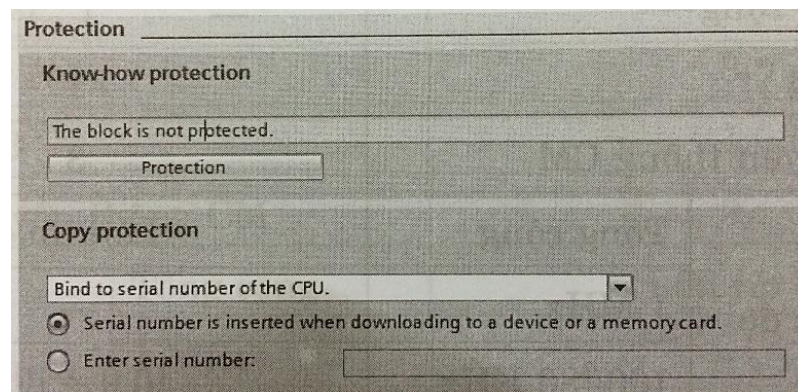 Protection
Know-how protection
The block is not protected.
Protection
Copy protection
Bind to serial number of the CPU.
Serial number is inserted when downloading to a device or a memory card.
Enter serial number: